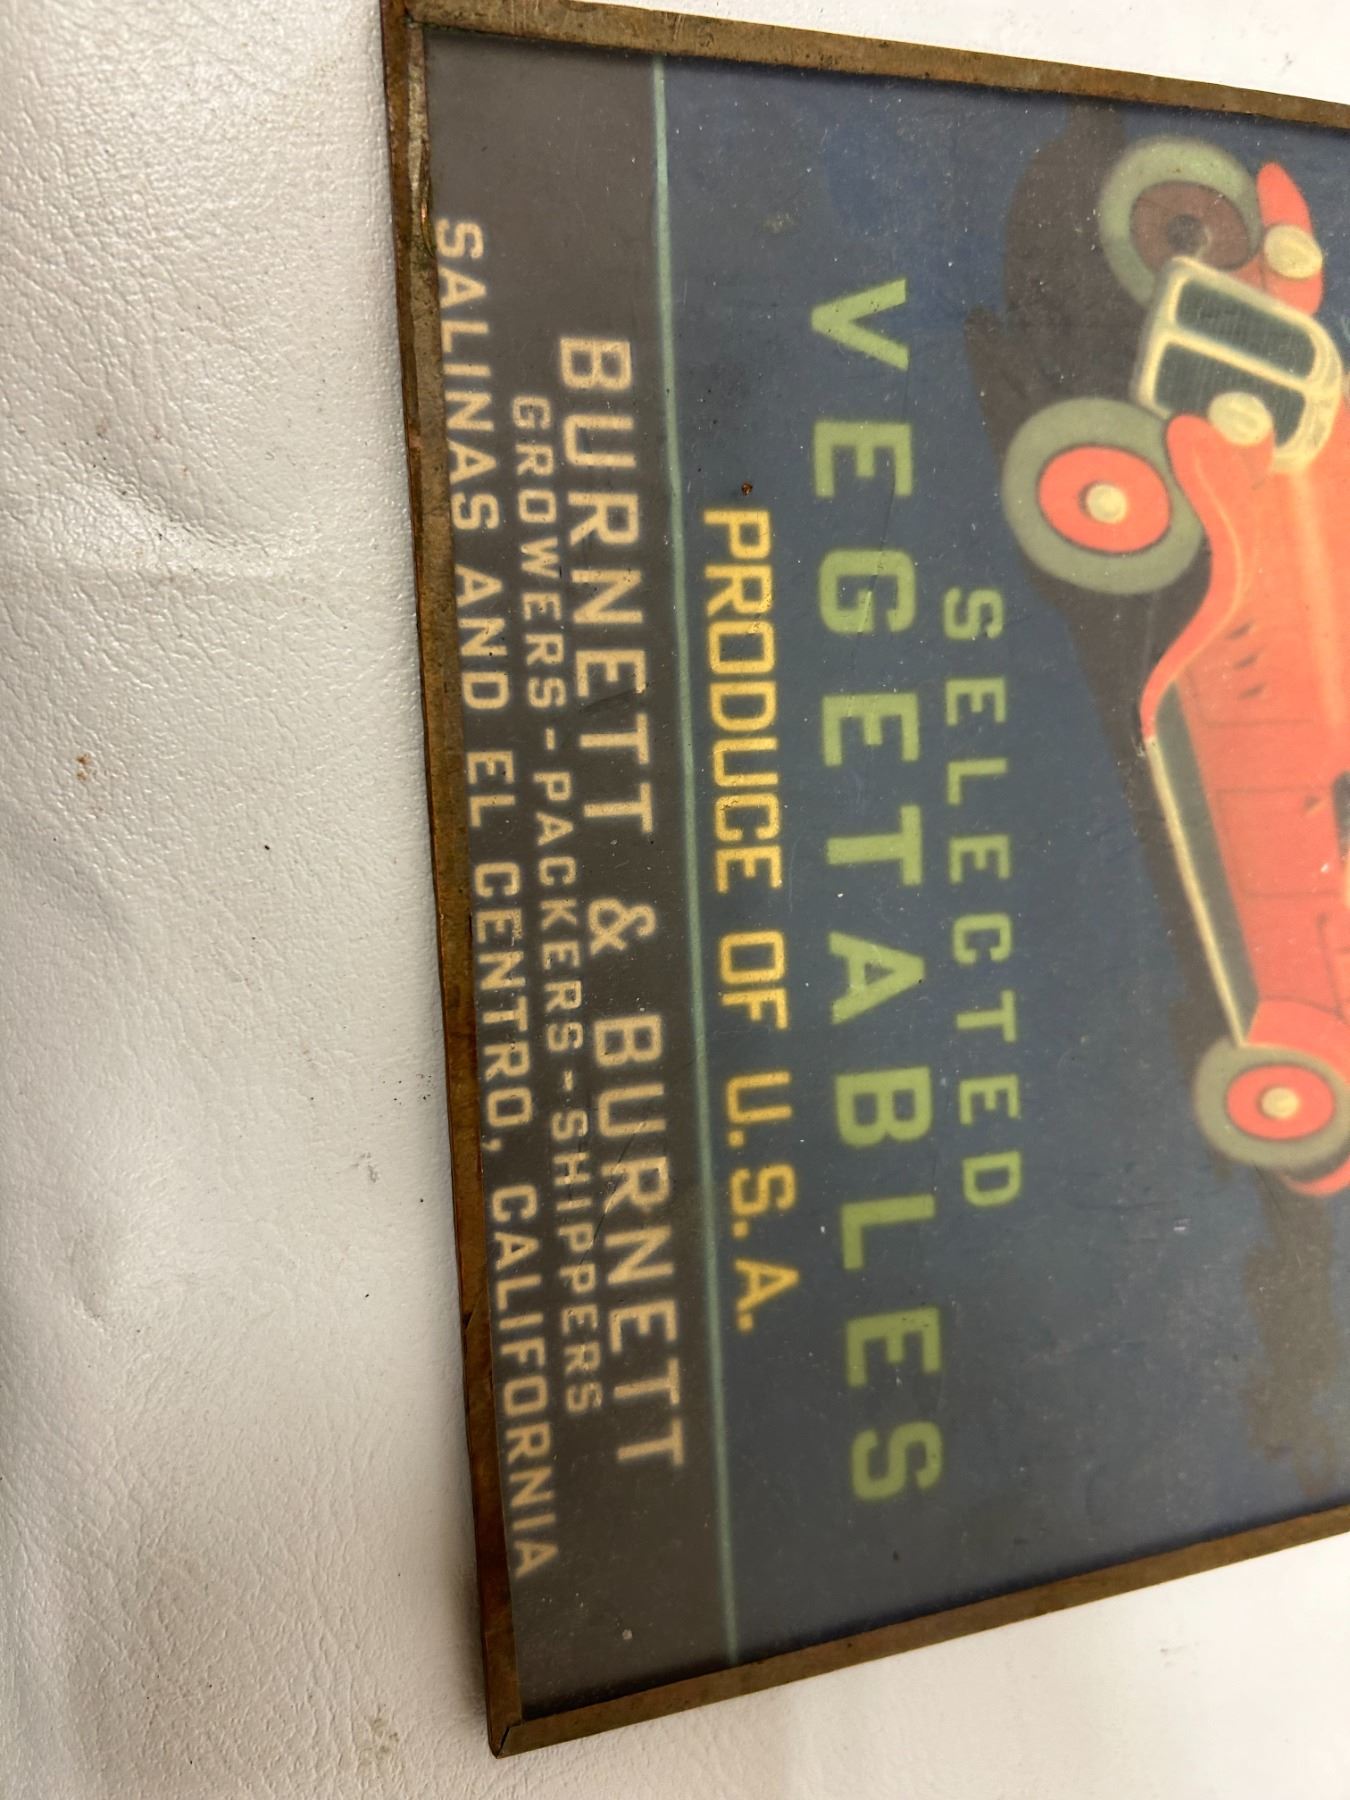 SELECTED
VEGETABLES
PRODUCE OF U.S.A.
BURNETT & BURNETT
GROWERS-PACKERS-SHIPPERS
SALINAS AND EL CENTRO, CALIFORNIA